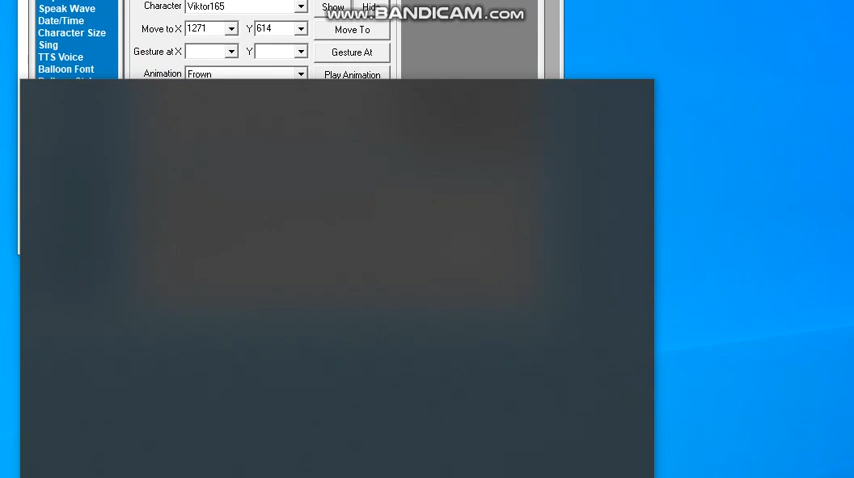 Speak Wave
Date/Time
Character Size
Sing
TTS Voice
Balloon Font
Character Viktor165 Show Hide
Move to X 1271 Y 614 Move To
Gesture at X Y Gesture At
Animation Frown Play Animation
www.BANDICAM.com